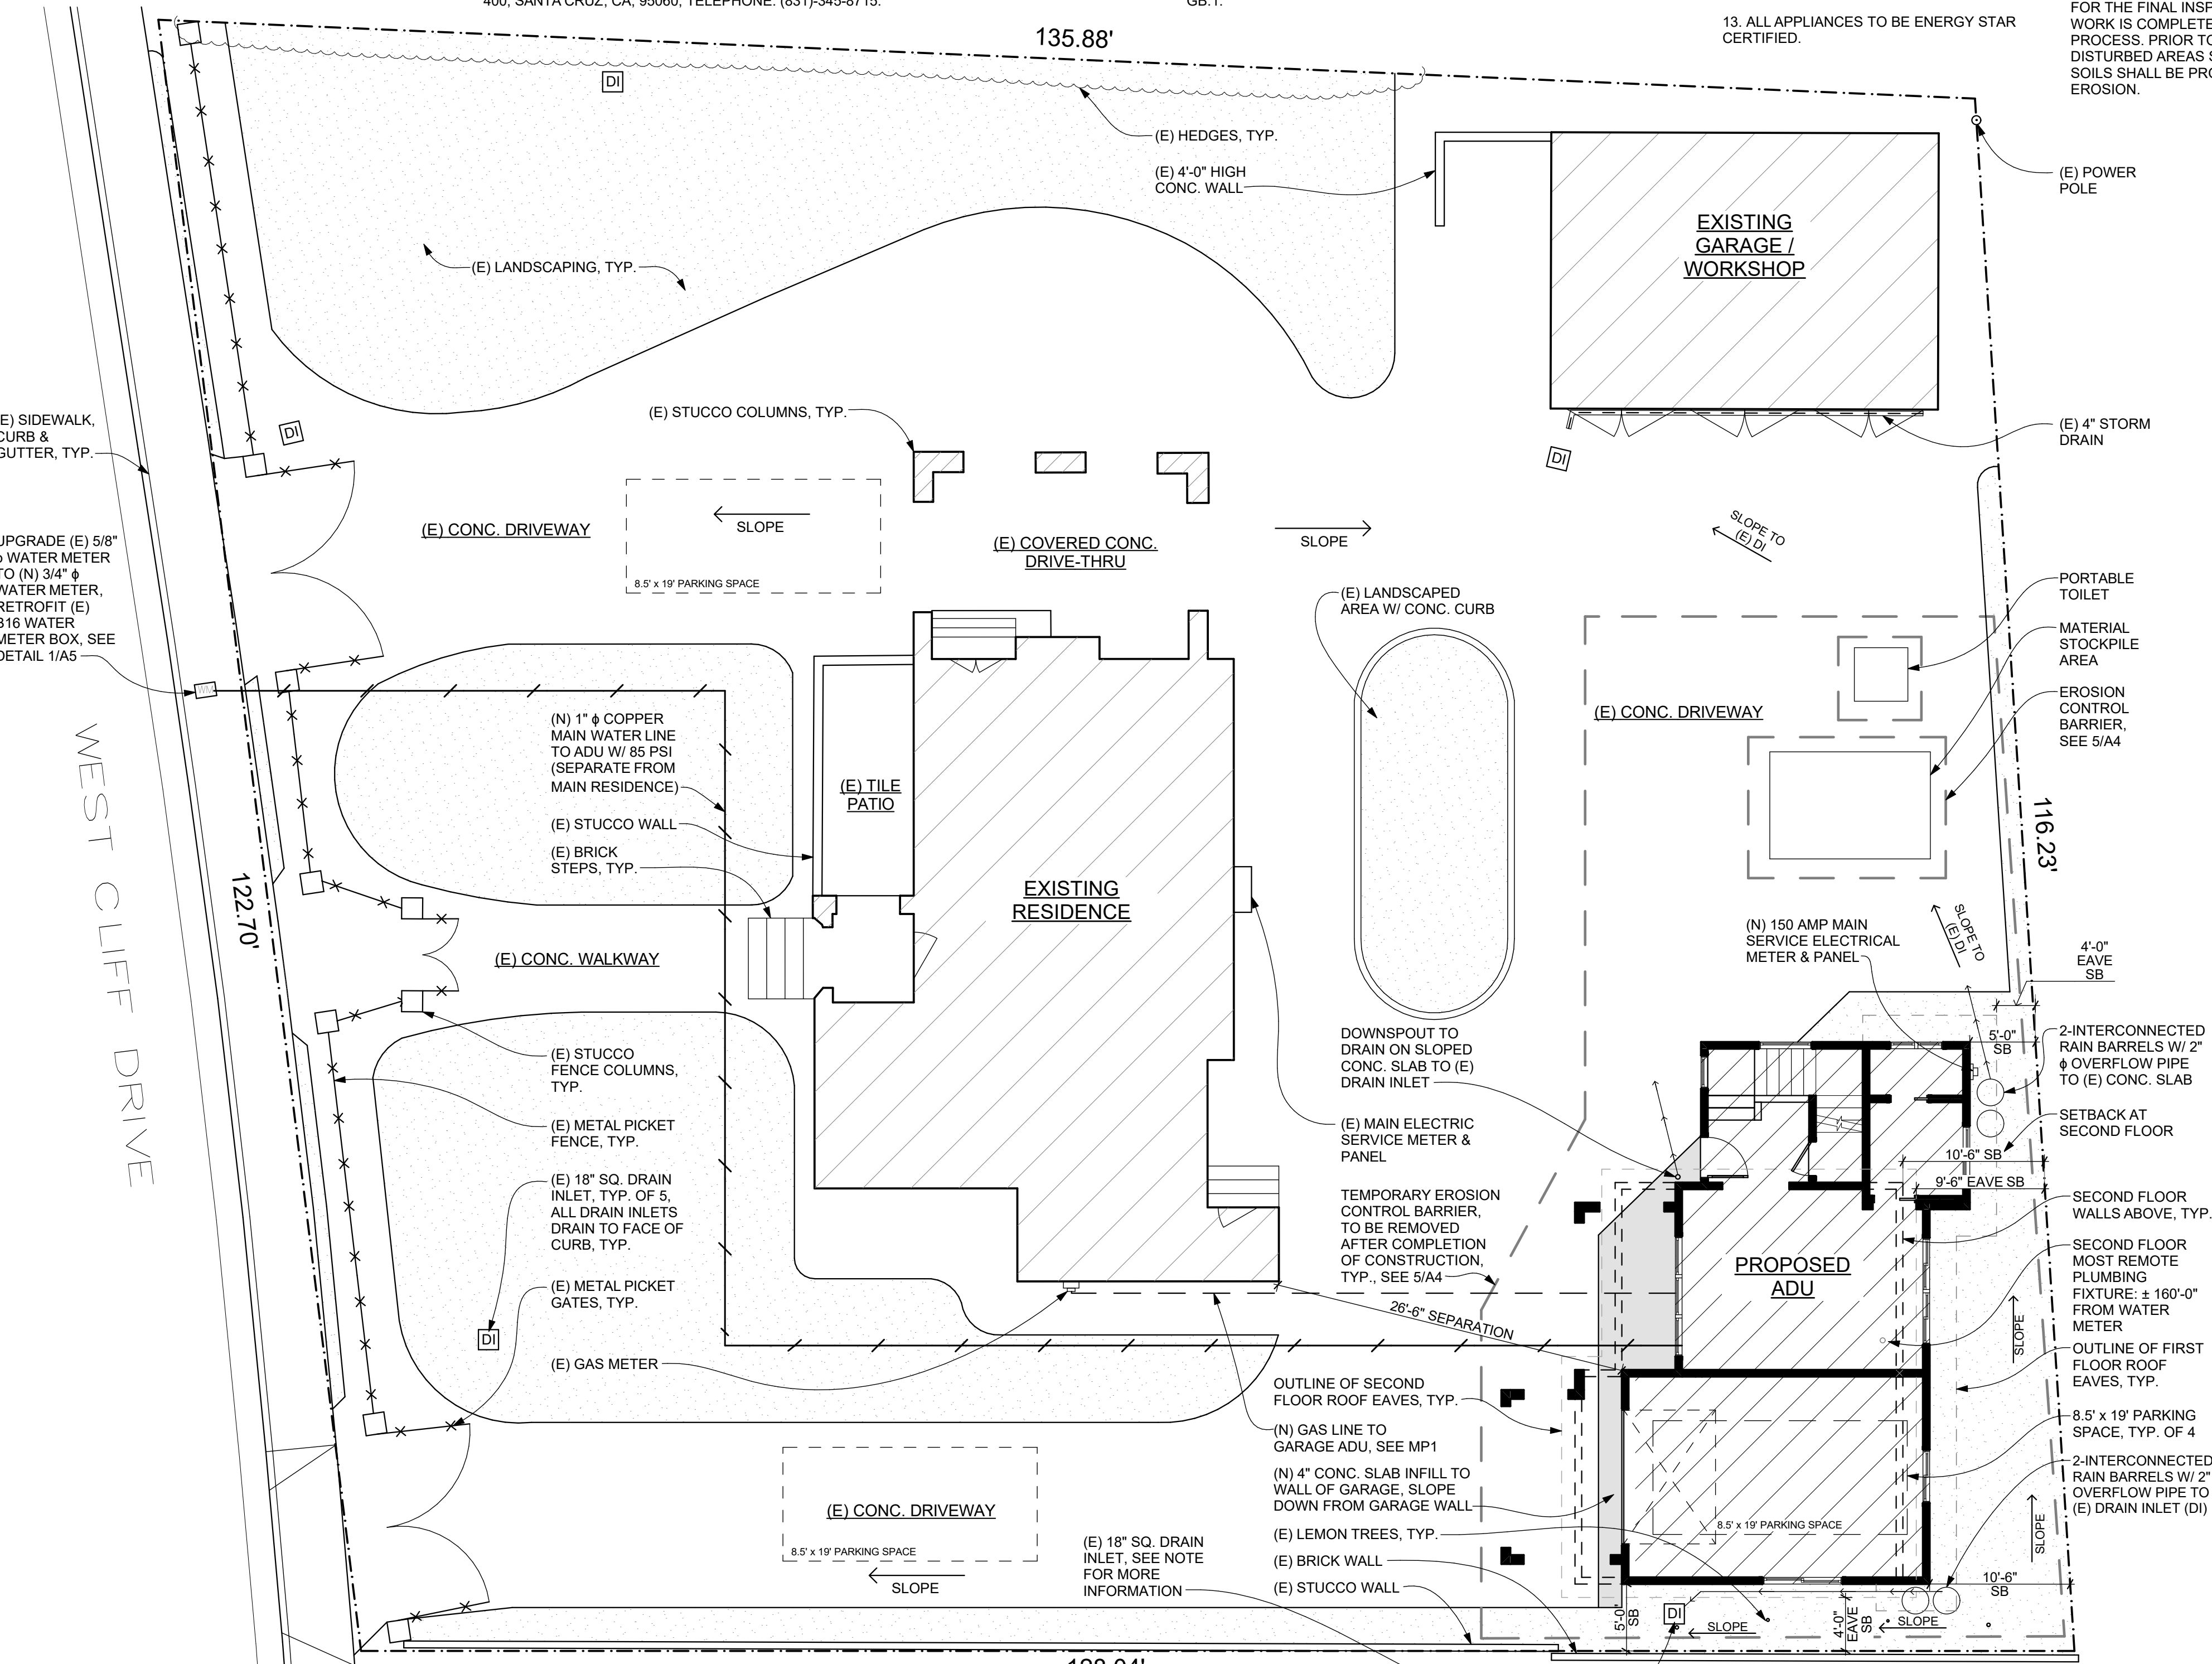 400, SANTA CRUZ, CA, 95060, TELEPHONE: (831)-345-8715.
GB.1.
13. ALL APPLIANCES TO BE ENERGY STAR
CERTIFIED.
FOR THE FINAL INSP
WORK IS COMPLETE
PROCESS. PRIOR TO
DISTURBED AREAS S
SOILS SHALL BE PRO
EROSION.
135.88'
DI
(E) HEDGES, TYP.
(E) 4'-0" HIGH
CONC. WALL
(E) POWER
POLE
EXISTING
GARAGE /
WORKSHOP
(E) LANDSCAPING, TYP.
(E) STUCCO COLUMNS, TYP.
(E) 4" STORM
DRAIN
E) SIDEWALK,
CURB &
GUTTER, TYP.
DI
DI
(E) CONC. DRIVEWAY
SLOPE
8.5' x 19' PARKING SPACE
(E) COVERED CONC.
DRIVE-THRU
SLOPE
SLOPE TO
(E) DI
UPGRADE (E) 5/8"
ϕ WATER METER
TO (N) 3/4" ϕ
WATER METER,
RETROFIT (E)
B16 WATER
METER BOX, SEE
DETAIL 1/A5
WM
(E) LANDSCAPED
AREA W/ CONC. CURB
PORTABLE
TOILET
MATERIAL
STOCKPILE
AREA
EROSION
CONTROL
BARRIER,
SEE 5/A4
(E) CONC. DRIVEWAY
(N) 1" ϕ COPPER
MAIN WATER LINE
TO ADU W/ 85 PSI
(SEPARATE FROM
MAIN RESIDENCE)
(E) STUCCO WALL
(E) BRICK
STEPS, TYP.
(E) TILE
PATIO
EXISTING
RESIDENCE
WEST CLIFF DRIVE
122.70'
116.23'
(E) CONC. WALKWAY
(N) 150 AMP MAIN
SERVICE ELECTRICAL
METER & PANEL
SLOPE TO
(E) DI
4'-0"
EAVE
SB
5'-0"
SB
2-INTERCONNECTED
RAIN BARRELS W/ 2"
ϕ OVERFLOW PIPE
TO (E) CONC. SLAB
SETBACK AT
SECOND FLOOR
10'-6" SB
9'-6" EAVE SB
SECOND FLOOR
WALLS ABOVE, TYP.
SECOND FLOOR
MOST REMOTE
PLUMBING
FIXTURE: ± 160'-0"
FROM WATER
METER
OUTLINE OF FIRST
FLOOR ROOF
EAVES, TYP.
8.5' x 19' PARKING
SPACE, TYP. OF 4
2-INTERCONNECTED
RAIN BARRELS W/ 2"
OVERFLOW PIPE TO
(E) DRAIN INLET (DI)
(E) STUCCO
FENCE COLUMNS,
TYP.
(E) METAL PICKET
FENCE, TYP.
(E) 18" SQ. DRAIN
INLET, TYP. OF 5,
ALL DRAIN INLETS
DRAIN TO FACE OF
CURB, TYP.
(E) METAL PICKET
GATES, TYP.
DI
(E) GAS METER
DOWNSPOUT TO
DRAIN ON SLOPED
CONC. SLAB TO (E)
DRAIN INLET
(E) MAIN ELECTRIC
SERVICE METER &
PANEL
TEMPORARY EROSION
CONTROL BARRIER,
TO BE REMOVED
AFTER COMPLETION
OF CONSTRUCTION,
TYP., SEE 5/A4
26'-6" SEPARATION
PROPOSED
ADU
SLOPE
SLOPE
OUTLINE OF SECOND
FLOOR ROOF EAVES, TYP.
(N) GAS LINE TO
GARAGE ADU, SEE MP1
(N) 4" CONC. SLAB INFILL TO
WALL OF GARAGE, SLOPE
DOWN FROM GARAGE WALL
(E) LEMON TREES, TYP.
(E) BRICK WALL
(E) STUCCO WALL
8.5' x 19' PARKING SPACE
(E) CONC. DRIVEWAY
8.5' x 19' PARKING SPACE
SLOPE
(E) 18" SQ. DRAIN
INLET, SEE NOTE
FOR MORE
INFORMATION
10'-6"
SB
5'-0"
SB
DI
SLOPE
4'-0"
EAVE
SB
SLOPE